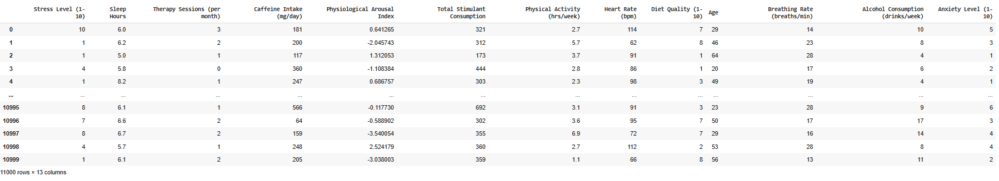 Stress Level (1-10) Sleep Hours Therapy Sessions (per month) Caffeine Intake (mg/day) Physiological Arousal Index Total Stimulant Consumption Physical Activity (hrs/week) Heart Rate (bpm) Diet Quality (1-10) Age Breathing Rate (breaths/min) Alcohol Consumption (drinks/week) Anxiety Level (1-10)
0 10 6.0 3 181 0.641265 321 2.7 114 7 29 14 10 5
1 1 6.2 2 200 -2.045743 312 5.7 62 8 46 23 8 3
2 1 5.0 1 117 1.312053 173 3.7 91 1 64 28 4 1
3 4 5.8 0 360 -1.108384 444 2.8 86 1 20 17 6 2
4 1 8.2 1 247 0.686757 303 2.3 98 3 49 19 4 1
... ... ... ... ... ... ... ... ... ... ... ... ... ...
10995 8 6.1 1 566 -0.117730 692 3.1 91 3 23 28 9 6
10996 7 6.6 2 64 -0.588902 302 3.6 95 7 50 17 17 3
10997 8 6.7 2 159 -3.540054 355 6.9 72 7 29 16 14 4
10998 4 5.7 1 248 2.524179 360 2.7 112 2 53 28 8 4
10999 1 6.1 2 205 -3.038003 359 1.1 66 8 56 13 11 2
11000 rows × 13 columns